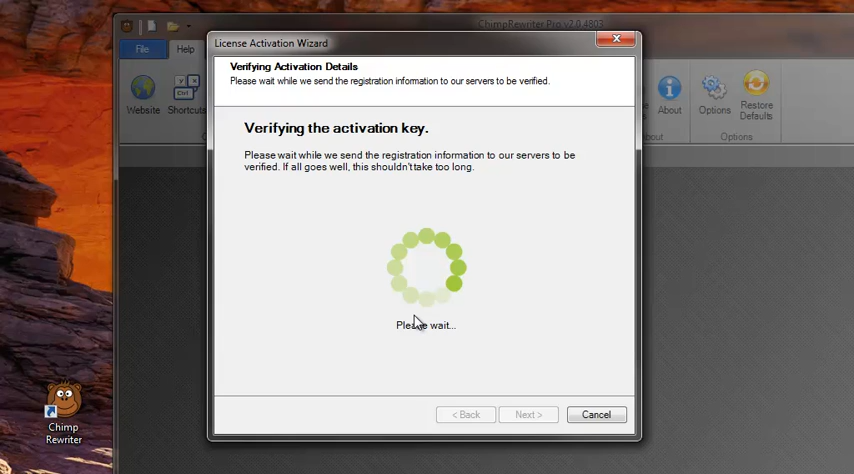 ChimpRewriter Pro v2.0.4803
File
Help
Website
Shortcuts
About
Options
Restore
Defaults
Options
License Activation Wizard
Verifying Activation Details
Please wait while we send the registration information to our servers to be verified.
Verifying the activation key.
Please wait while we send the registration information to our servers to be
verified. If all goes well, this shouldn't take too long.
Please wait...
< Back
Next >
Cancel
Chimp
Rewriter